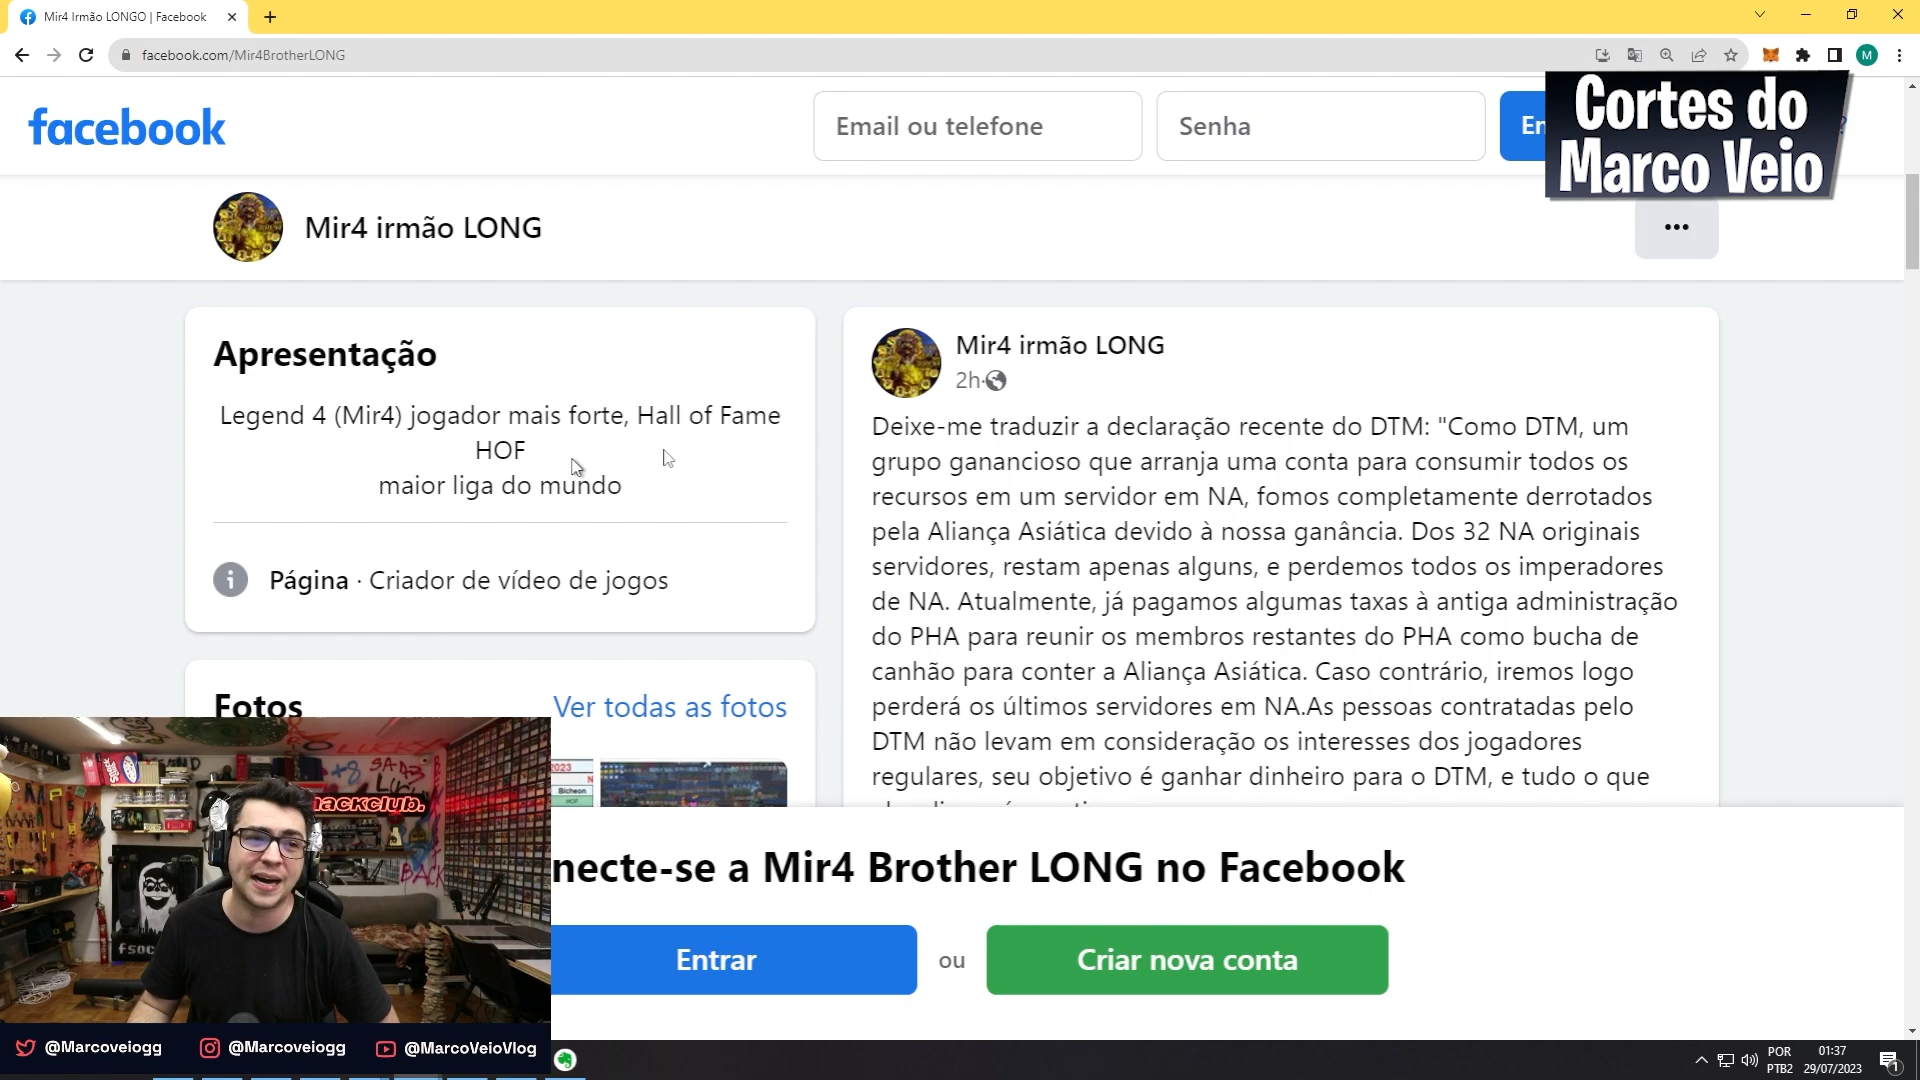 Mir4 Irmão LONGO | Facebook
facebook.com/Mir4BrotherLONG
M
Cortes do
Marco Veio
facebook
Email ou telefone
Senha
Mir4 irmão LONG
Apresentação
Legend 4 (Mir4) jogador mais forte, Hall of Fame
HOF
maior liga do mundo
Página · Criador de vídeo de jogos
Fotos
Ver todas as fotos
2023
Bicheon
HOF
Mir4 irmão LONG
2h
Deixe-me traduzir a declaração recente do DTM: "Como DTM, um
grupo ganancioso que arranja uma conta para consumir todos os
recursos em um servidor em NA, fomos completamente derrotados
pela Aliança Asiática devido à nossa ganância. Dos 32 NA originais
servidores, restam apenas alguns, e perdemos todos os imperadores
de NA. Atualmente, já pagamos algumas taxas à antiga administração
do PHA para reunir os membros restantes do PHA como bucha de
canhão para conter a Aliança Asiática. Caso contrário, iremos logo
perderá os últimos servidores em NA.As pessoas contratadas pelo
DTM não levam em consideração os interesses dos jogadores
regulares, seu objetivo é ganhar dinheiro para o DTM, e tudo o que
necte-se a Mir4 Brother LONG no Facebook
Entrar
ou
Criar nova conta
hackclub.
fsoc
@Marcoveiogg
@Marcoveiogg
@MarcoVeioVlog
POR
PTB2
01:37
29/07/2023
1